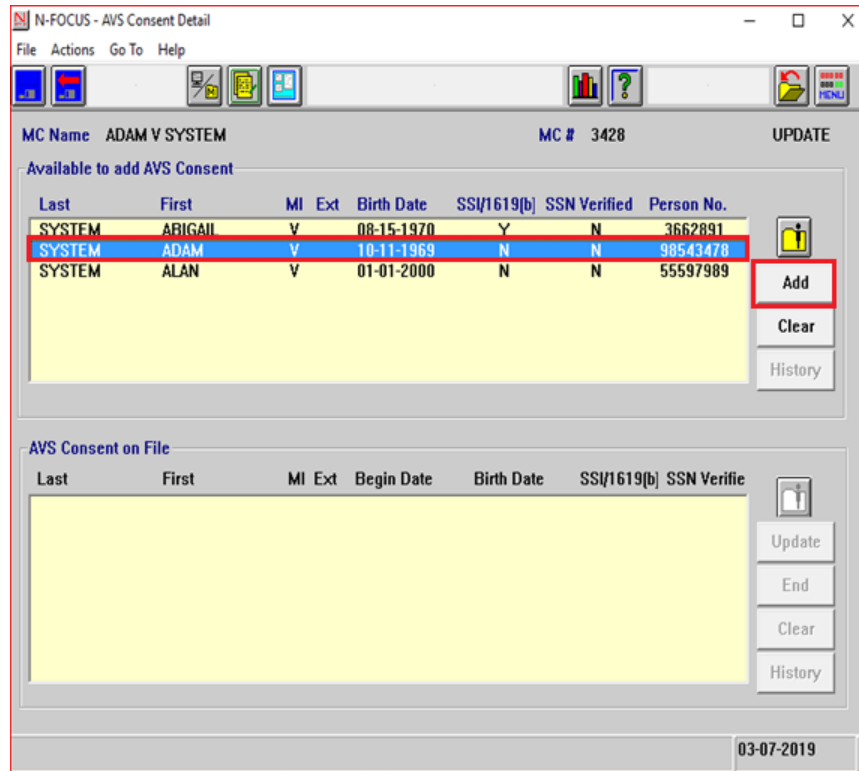 N-FOCUS - AVS Consent Detail
File Actions Go To Help
MENU
MC Name ADAM V SYSTEM MC # 3428 UPDATE
Available to add AVS Consent
Last First MI Ext Birth Date SSI/1619(b) SSN Verified Person No.
SYSTEM ABIGAIL V 08-15-1970 Y N 3662891
SYSTEM ADAM V 10-11-1969 N N 98543478
SYSTEM ALAN V 01-01-2000 N N 55597989
Add
Clear
History
AVS Consent on File
Last First MI Ext Begin Date Birth Date SSI/1619(b) SSN Verifie
Update
End
Clear
History
03-07-2019